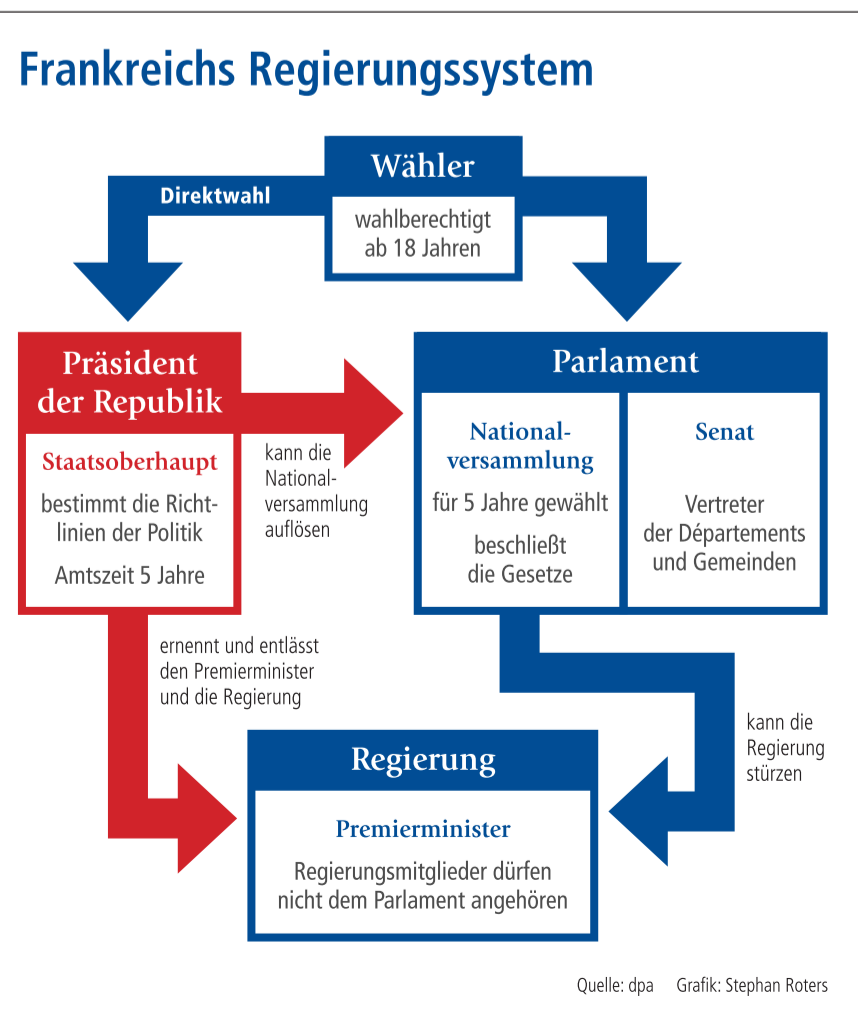 Frankreichs Regierungssystem
Wähler
Direktwahl
wahlberechtigt
ab 18 Jahren
Präsident
der Republik
Staatsoberhaupt
bestimmt die Richt-
linien der Politik
Amtszeit 5 Jahre
kann die
National-
versammlung
auflösen
Parlament
National-
versammlung
für 5 Jahre gewählt
beschließt
die Gesetze
Senat
Vertreter
der Départements
und Gemeinden
ernennt und entlässt
den Premierminister
und die Regierung
kann die
Regierung
stürzen
Regierung
Premierminister
Regierungsmitglieder dürfen
nicht dem Parlament angehören
Quelle: dpa Grafik: Stephan Roters